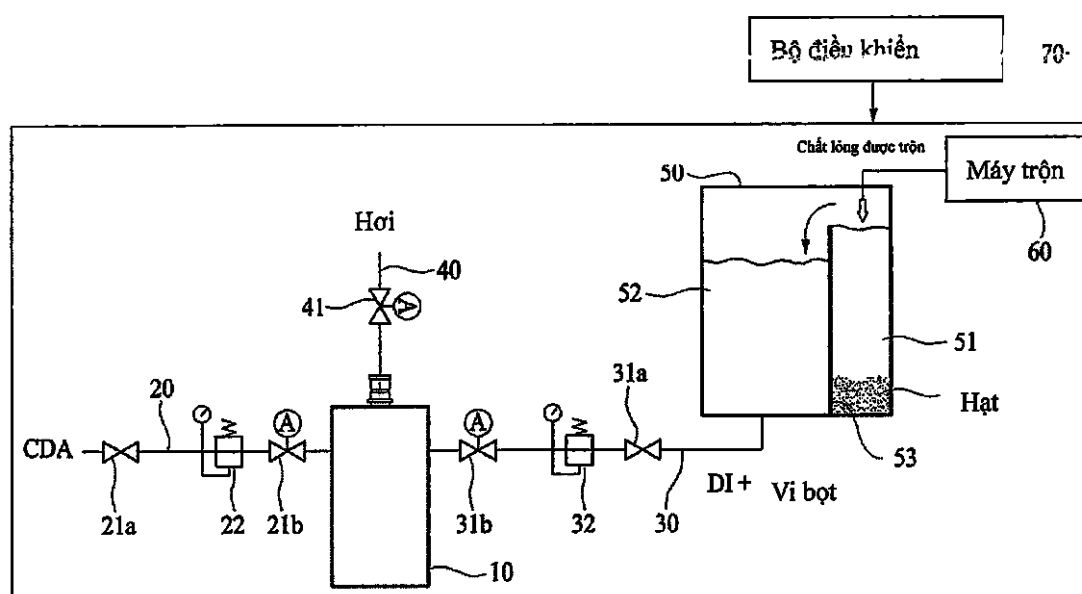 Bộ điều khiển
70
Chất lỏng được trộn
Máy trộn
60
50
Hơi
40
41
52
51
Hạt
53
31a
20
CDA
21a
22
21b
A
A
A
31b
32
30
DI +
Vi bọt
10